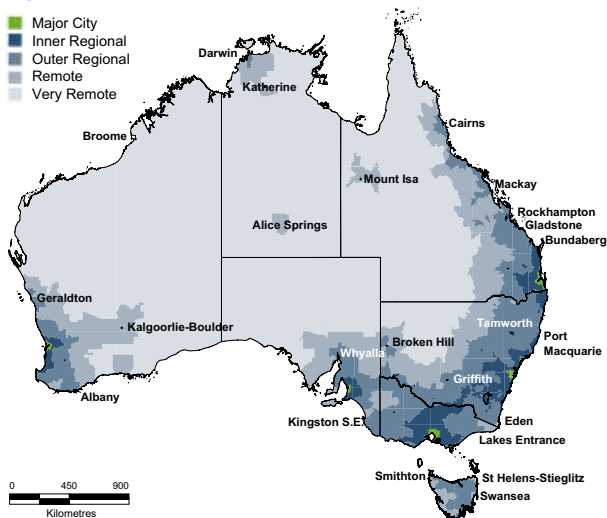 Major City
Inner Regional
Outer Regional
Remote
Very Remote
Darwin
Katherine
Broome
Cairns
Mount Isa
Mackay
Alice Springs
Rockhampton
Gladstone
Bundaberg
Geraldton
Kalgoorlie-Boulder
Tamworth
Port
Macquarie
Broken Hill
Whyalla
Griffith
Albany
Kingston S.E.
Eden
Lakes Entrance
Smithton
St Helens-Stieglitz
Swansea
0 450 900
Kilometres